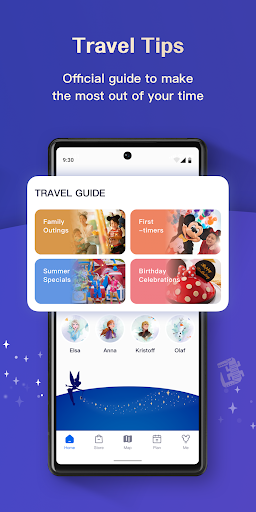 Travel Tips
Official guide to make
the most out of your time
9:30
TRAVEL GUIDE
Family
Outings
First
-timers
Summer
Specials
Birthday
Celebrations
Elsa
Anna
Kristoff
Olaf
Home
Map
Plan
Me